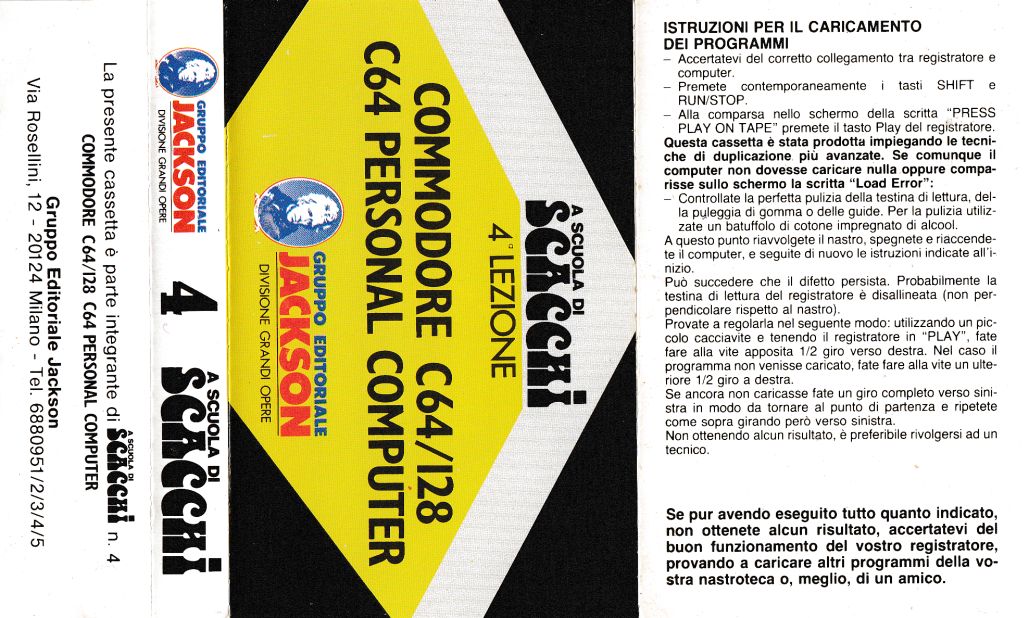 La presente cassetta è parte integrante di A SCUOLA DI SCACCHI n. 4
COMMODORE C64/128 C64 PERSONAL COMPUTER
Gruppo Editoriale Jackson
Via Rosellini, 12 - 20124 Milano - Tel. 6880951/2/3/4/5
GRUPPO EDITORIALE
JACKSON
DIVISIONE GRANDI OPERE
4
A SCUOLA DI
SCACCHI
A SCUOLA DI
SCACCHI
4ª LEZIONE
COMMODORE C64/128
C64 PERSONAL COMPUTER
GRUPPO EDITORIALE
JACKSON
DIVISIONE GRANDI OPERE
ISTRUZIONI PER IL CARICAMENTO
DEI PROGRAMMI
– Accertatevi del corretto collegamento tra registratore e
computer.
– Premete contemporaneamente i tasti SHIFT e
RUN/STOP.
– Alla comparsa nello schermo della scritta “PRESS
PLAY ON TAPE” premete il tasto Play del registratore.
Questa cassetta è stata prodotta impiegando le tecni-
che di duplicazione più avanzate. Se comunque il
computer non dovesse caricare nulla oppure compa-
risse sullo schermo la scritta “Load Error”:
– Controllate la perfetta pulizia della testina di lettura, del-
la puleggia di gomma o delle guide. Per la pulizia utiliz-
zate un batuffolo di cotone impregnato di alcool.
A questo punto riavvolgete il nastro, spegnete e riaccende-
te il computer, e seguite di nuovo le istruzioni indicate all'i-
nizio.
Può succedere che il difetto persista. Probabilmente la
testina di lettura del registratore è disallineata (non per-
pendicolare rispetto al nastro).
Provate a regolarla nel seguente modo: utilizzando un pic-
colo cacciavite e tenendo il registratore in “PLAY”, fate
fare alla vite apposita 1/2 giro verso destra. Nel caso il
programma non venisse caricato, fate fare alla vite un ulte-
riore 1/2 giro a destra.
Se ancora non caricasse fate un giro completo verso sini-
stra in modo da tornare al punto di partenza e ripetete
come sopra girando però verso sinistra.
Non ottenendo alcun risultato, è preferibile rivolgersi ad un
tecnico.
Se pur avendo eseguito tutto quanto indicato,
non ottenete alcun risultato, accertatevi del
buon funzionamento del vostro registratore,
provando a caricare altri programmi della vo-
stra nastroteca o, meglio, di un amico.